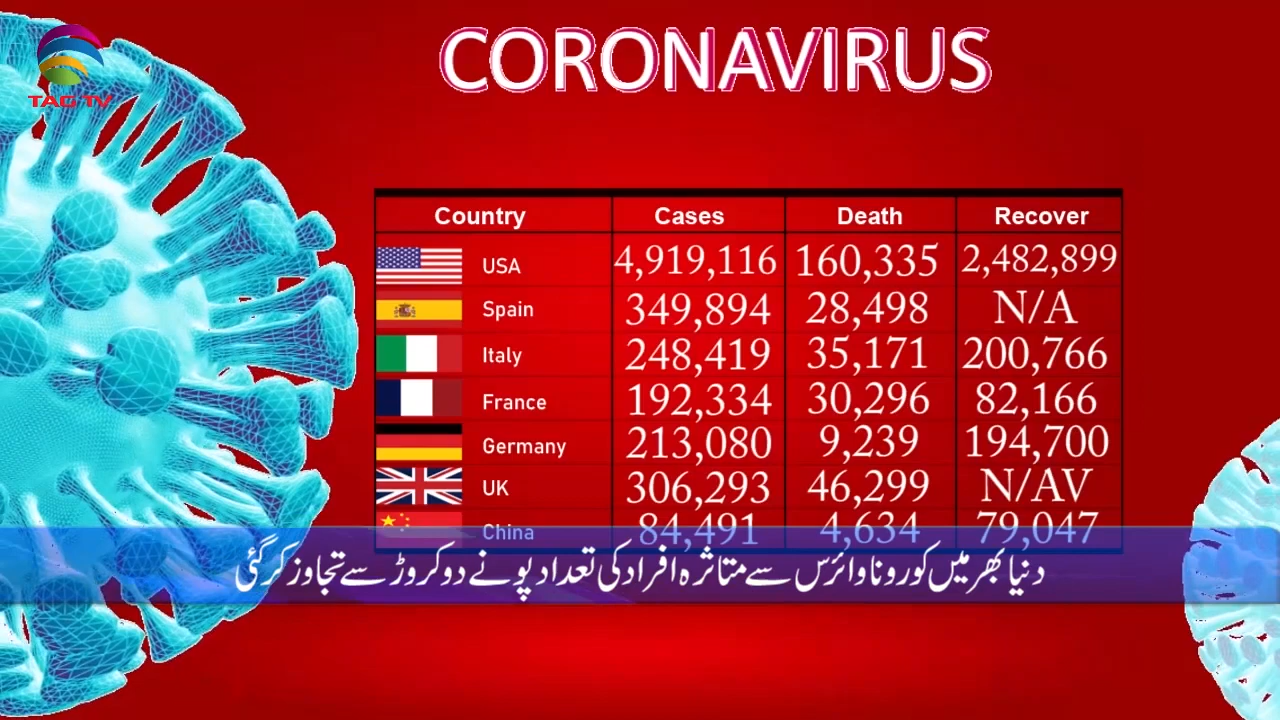 TAG TV
CORONAVIRUS
Country Cases Death Recover
USA 4,919,116 160,335 2,482,899
Spain 349,894 28,498 N/A
Italy 248,419 35,171 200,766
France 192,334 30,296 82,166
Germany 213,080 9,239 194,700
UK 306,293 46,299 N/AV
China 84,491 4,634 79,047
دنیا بھر میں کورونا وائرس سے متاثرہ افراد کی تعداد پونے دو کروڑ سے تجاوز کر گئی